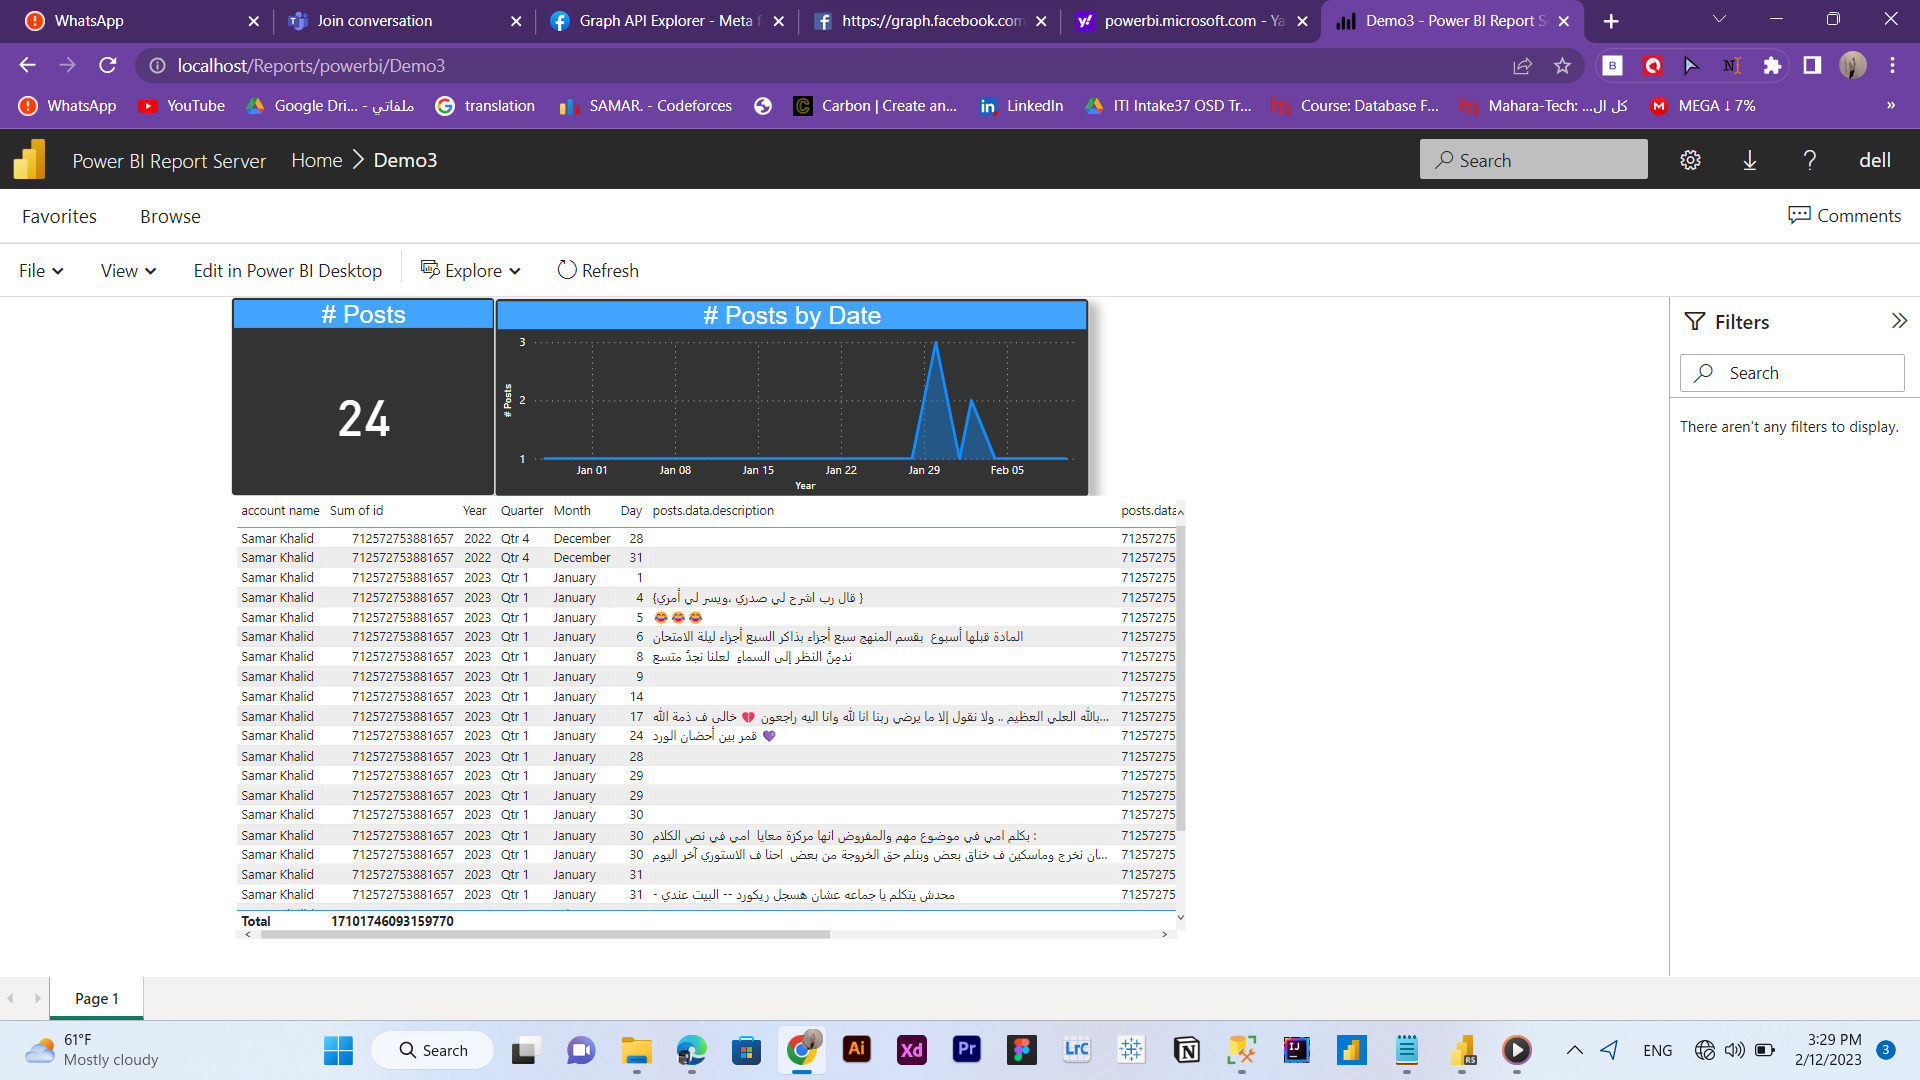 WhatsApp
Join conversation
Graph API Explorer - Meta f
https://graph.facebook.com
powerbi.microsoft.com - Ya
Demo3 - Power BI Report S
localhost/Reports/powerbi/Demo3
WhatsApp
YouTube
Google Dri... - ملفاتي
translation
SAMAR. - Codeforces
Carbon | Create an...
LinkedIn
ITI Intake37 OSD Tr...
Course: Database F...
Mahara-Tech: ...كل ال
MEGA ↓ 7%
»
Power BI Report Server
Home > Demo3
Search
dell
Favorites
Browse
Comments
File
View
Edit in Power BI Desktop
Explore
Refresh
# Posts
24
# Posts by Date
3
2
1
# Posts
Jan 01 Jan 08 Jan 15 Jan 22 Jan 29 Feb 05
Year
Filters
Search
There aren't any filters to display.
account name Sum of id Year Quarter Month Day posts.data.description posts.data
Samar Khalid 712572753881657 2022 Qtr 4 December 28 71257275
Samar Khalid 712572753881657 2022 Qtr 4 December 31 71257275
Samar Khalid 712572753881657 2023 Qtr 1 January 1 71257275
Samar Khalid 712572753881657 2023 Qtr 1 January 4 {قال رب اشرح لي صدري ،ويسر لي أمري } 71257275
Samar Khalid 712572753881657 2023 Qtr 1 January 5 😂😂😂 71257275
Samar Khalid 712572753881657 2023 Qtr 1 January 6 المادة قبلها أسبوع بقسم المنهج سبع أجزاء بذاكر السبع أجزاء ليلة الامتحان 71257275
Samar Khalid 712572753881657 2023 Qtr 1 January 8 ندمِنُ النظر إلى السماءِ لعلنا نجدُ متسع 71257275
Samar Khalid 712572753881657 2023 Qtr 1 January 9 71257275
Samar Khalid 712572753881657 2023 Qtr 1 January 14 71257275
Samar Khalid 712572753881657 2023 Qtr 1 January 17 خالى ف ذمة الله 💔 بالله العلي العظيم .. ولا نقول إلا ما يرضي ربنا انا لله وانا اليه راجعون... 71257275
Samar Khalid 712572753881657 2023 Qtr 1 January 24 قمر بين أحضان الورد 💜 71257275
Samar Khalid 712572753881657 2023 Qtr 1 January 28 71257275
Samar Khalid 712572753881657 2023 Qtr 1 January 29 71257275
Samar Khalid 712572753881657 2023 Qtr 1 January 29 71257275
Samar Khalid 712572753881657 2023 Qtr 1 January 30 71257275
Samar Khalid 712572753881657 2023 Qtr 1 January 30 بكلم امي في موضوع مهم والمفروض انها مركزة معايا امي في نص الكلام : 71257275
Samar Khalid 712572753881657 2023 Qtr 1 January 30 ...ان نخرج وماسكين ف خناق بعض وبنلم حق الخروجة من بعض احنا ف الاستوري آخر اليوم 71257275
Samar Khalid 712572753881657 2023 Qtr 1 January 31 71257275
Samar Khalid 712572753881657 2023 Qtr 1 January 31 محدش يتكلم يا جماعه عشان هسجل ريكورد -- البيت عندي - 71257275
Total 17101746093159770
Page 1
61°F
Mostly cloudy
Search
Ai
Xd
Pr
Lrc
IJ
RS
ENG
3:29 PM
2/12/2023
3